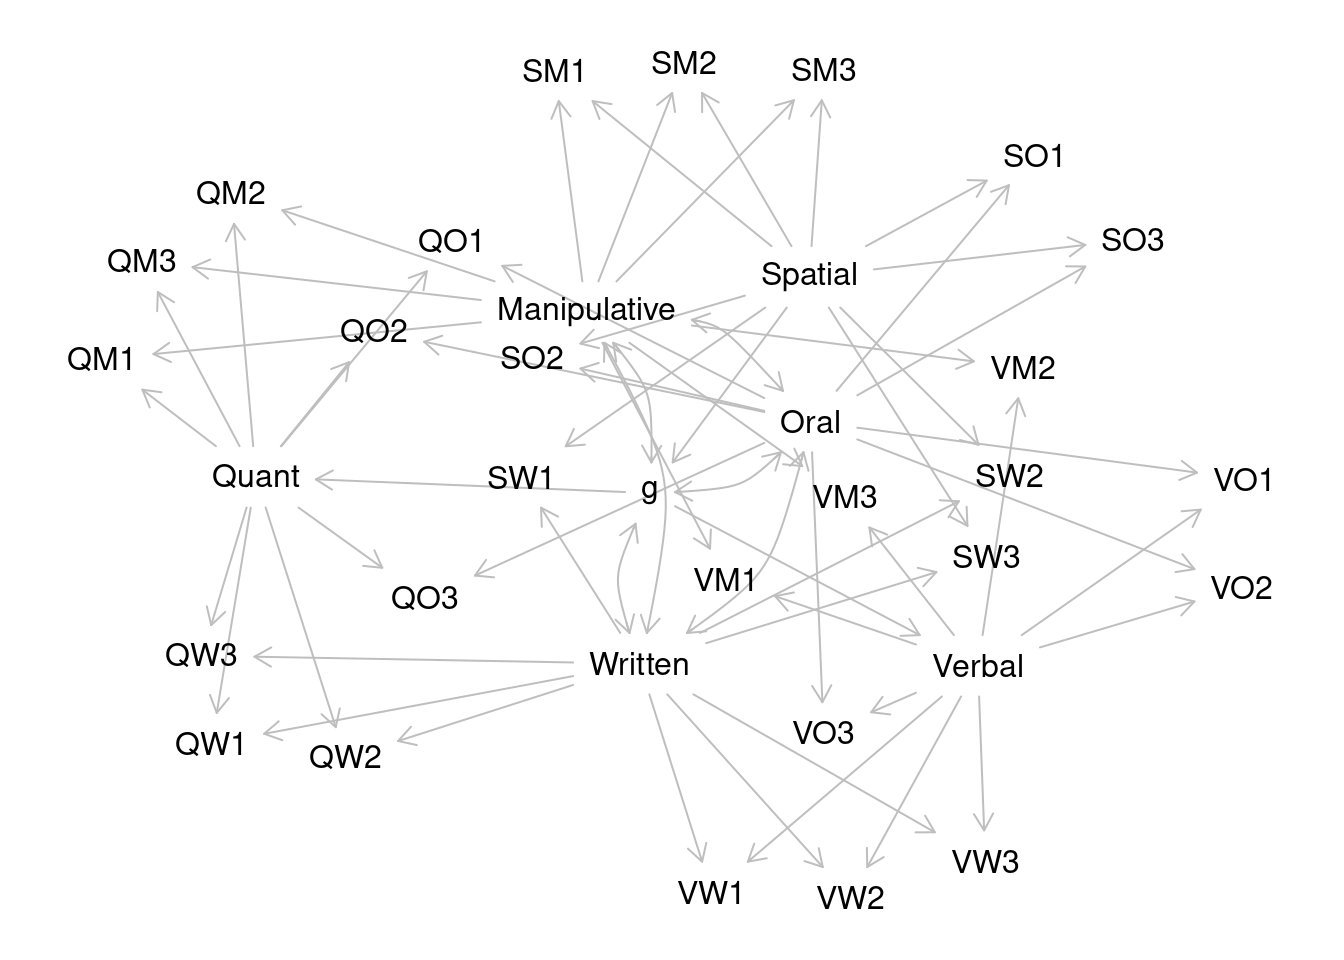 SM1
SM2
SM3
SO1
QM2
QO1
SO3
QM3
Spatial
Manipulative
QO2
SO2
QM1
VM2
Oral
Quant
SW1
g
VM3
SW2
VO1
SW3
VM1
QO3
VO2
QW3
Written
Verbal
VO3
QW1
QW2
VW3
VW1
VW2